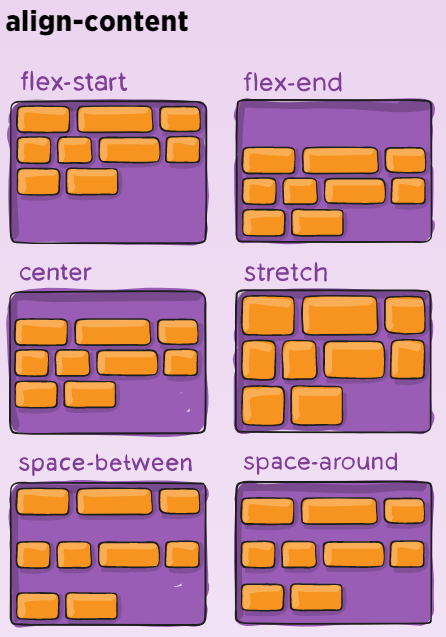 align-content
flex-start
flex-end
center
stretch
space-between
space-around